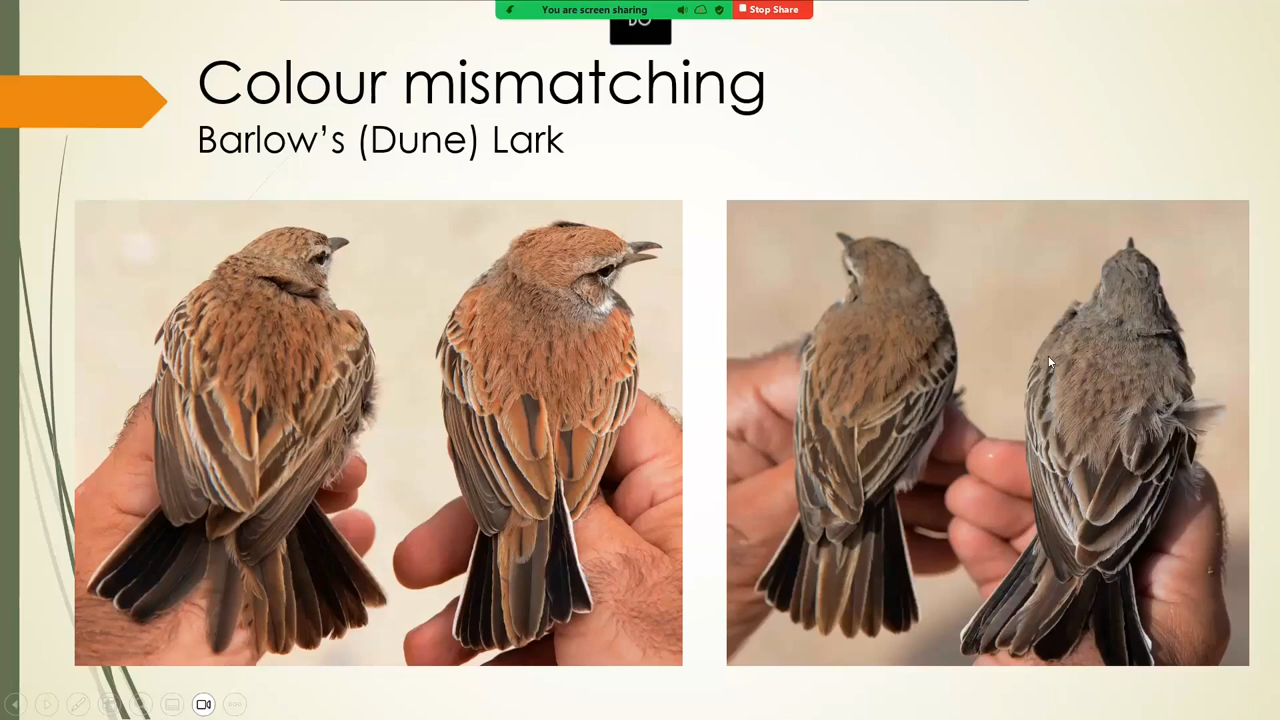 You are screen sharing
Stop Share
Colour mismatching
Barlow's (Dune) Lark